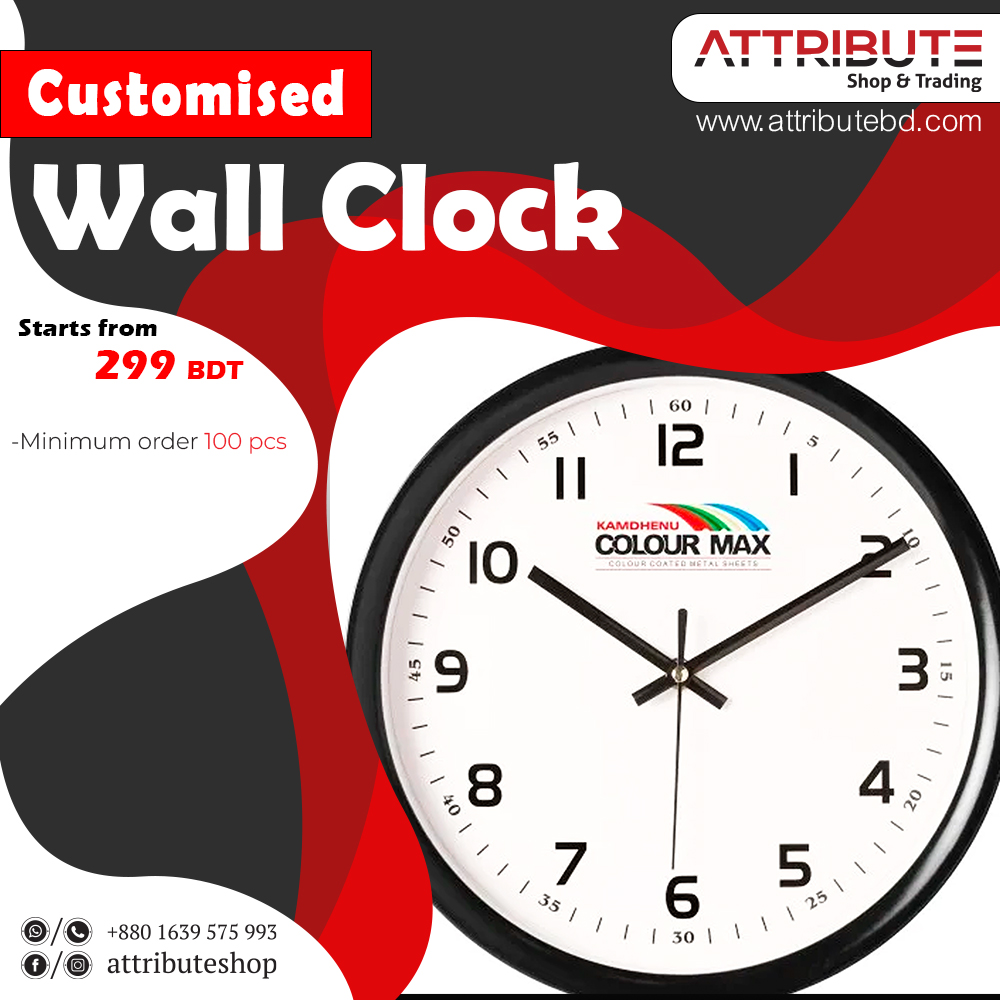 ATTRIBUTE
Shop & Trading
www.attributebd.com
Customised
Wall Clock
Starts from
299 BDT
-Minimum order 100 pcs
60
12
55
5
11
1
KAMDHENU
COLOUR MAX
COLOUR COATED METAL SHEETS
50
10
10
2
45
9
3
15
40
8
4
20
35
7
5
25
6
30
+880 1639 575 993
attributeshop